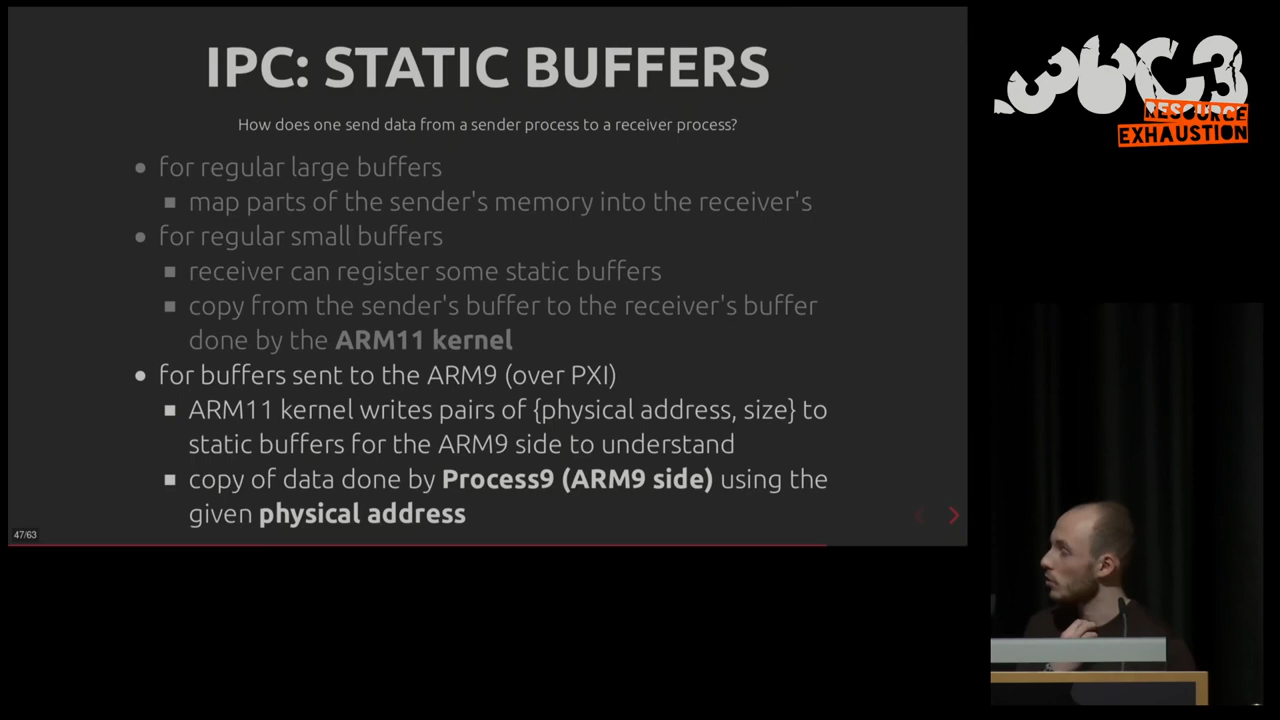 IPC: STATIC BUFFERS
How does one send data from a sender process to a receiver process?
● for regular large buffers
■ map parts of the sender's memory into the receiver's
● for regular small buffers
■ receiver can register some static buffers
■ copy from the sender's buffer to the receiver's buffer
done by the ARM11 kernel
● for buffers sent to the ARM9 (over PXI)
■ ARM11 kernel writes pairs of {physical address, size} to
static buffers for the ARM9 side to understand
■ copy of data done by Process9 (ARM9 side) using the
given physical address
47/63
36C3
RESOURCE
EXHAUSTION